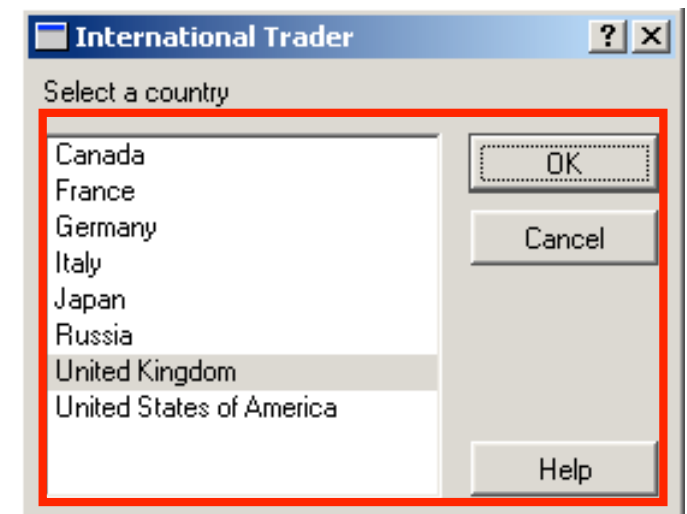 International Trader
Select a country
Canada
France
Germany
Italy
Japan
Russia
United Kingdom
United States of America
OK
Cancel
Help